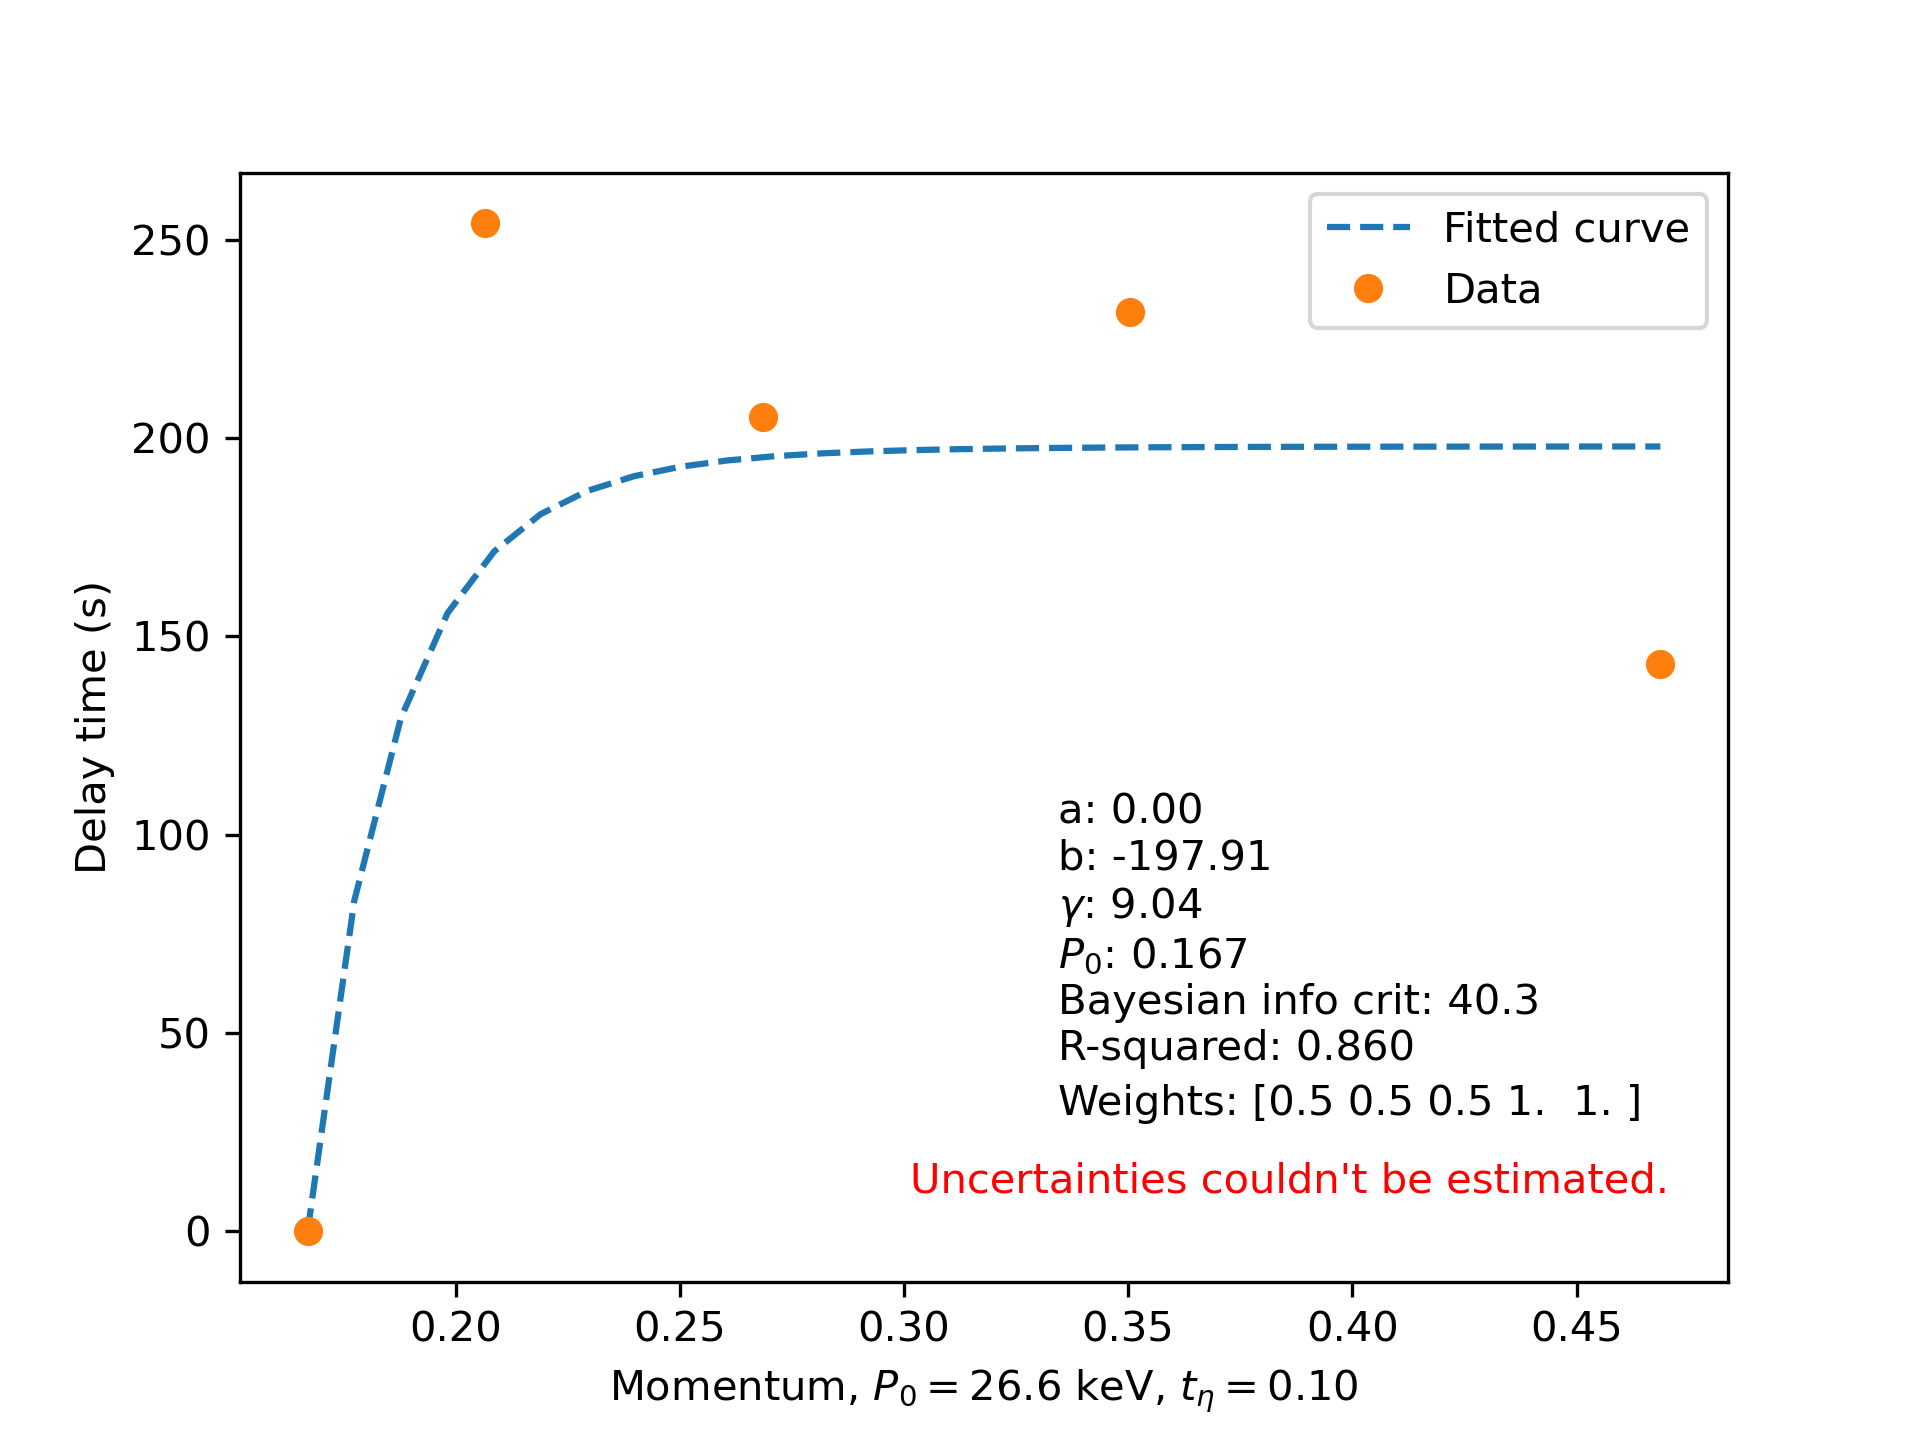 Fitted curve
Data
250
200
150
100
50
0
Delay time (s)
a: 0.00
b: -197.91
γ: 9.04
P₀: 0.167
Bayesian info crit: 40.3
R-squared: 0.860
Weights: [0.5 0.5 0.5 1.  1. ]
Uncertainties couldn't be estimated.
0.20 0.25 0.30 0.35 0.40 0.45
Momentum, P₀ = 26.6 keV, tη = 0.10